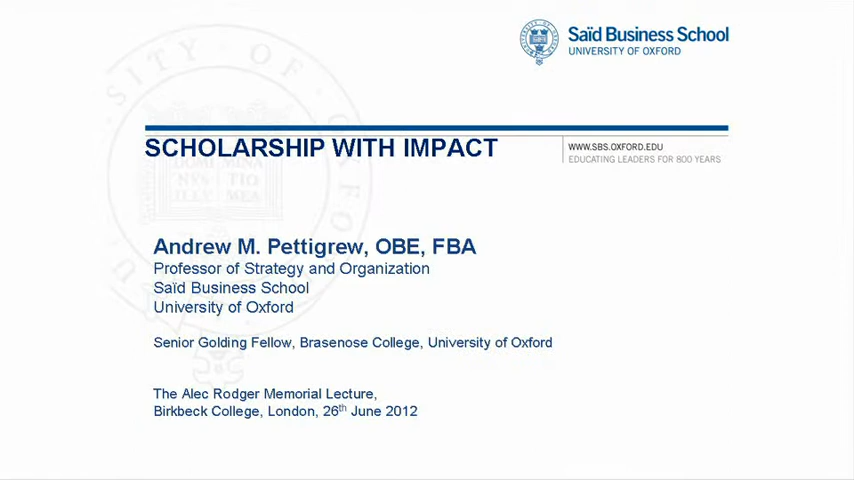 Saïd Business School
UNIVERSITY OF OXFORD
SCHOLARSHIP WITH IMPACT
WWW.SBS.OXFORD.EDU
EDUCATING LEADERS FOR 800 YEARS
Andrew M. Pettigrew, OBE, FBA
Professor of Strategy and Organization
Saïd Business School
University of Oxford
Senior Golding Fellow, Brasenose College, University of Oxford
The Alec Rodger Memorial Lecture,
Birkbeck College, London, 26th June 2012